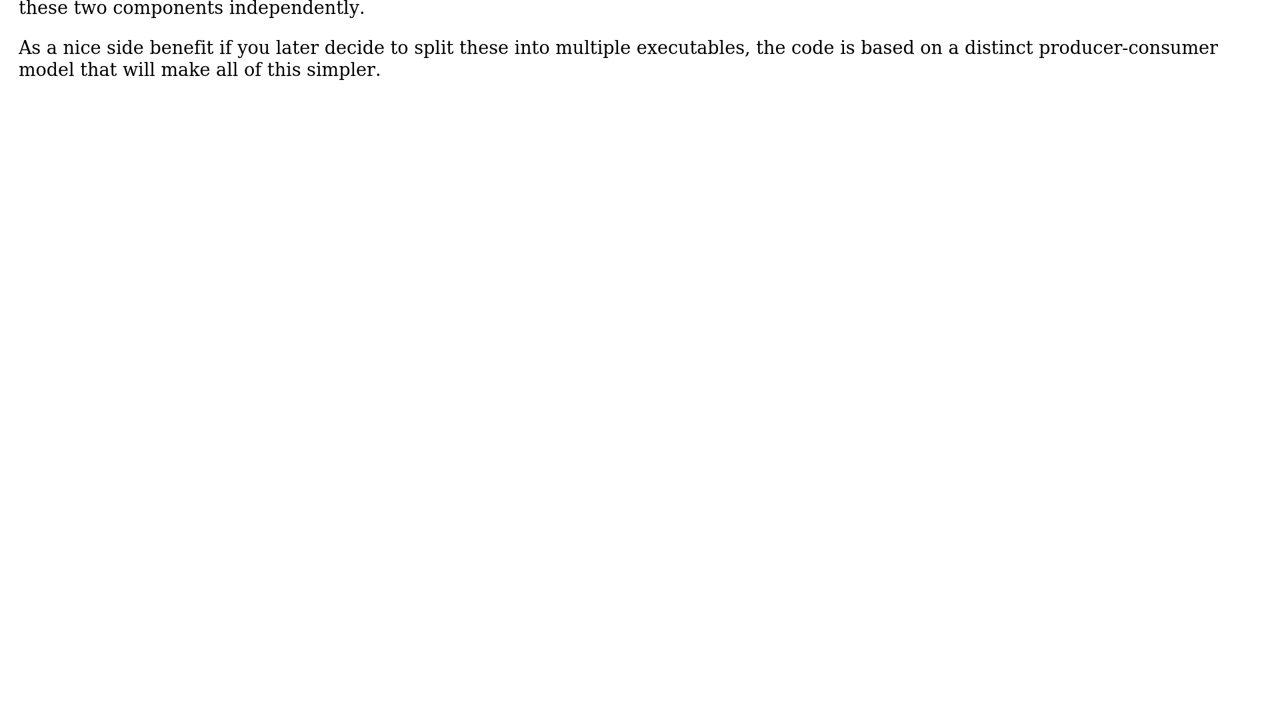 these two components independently.
As a nice side benefit if you later decide to split these into multiple executables, the code is based on a distinct producer-consumer
model that will make all of this simpler.